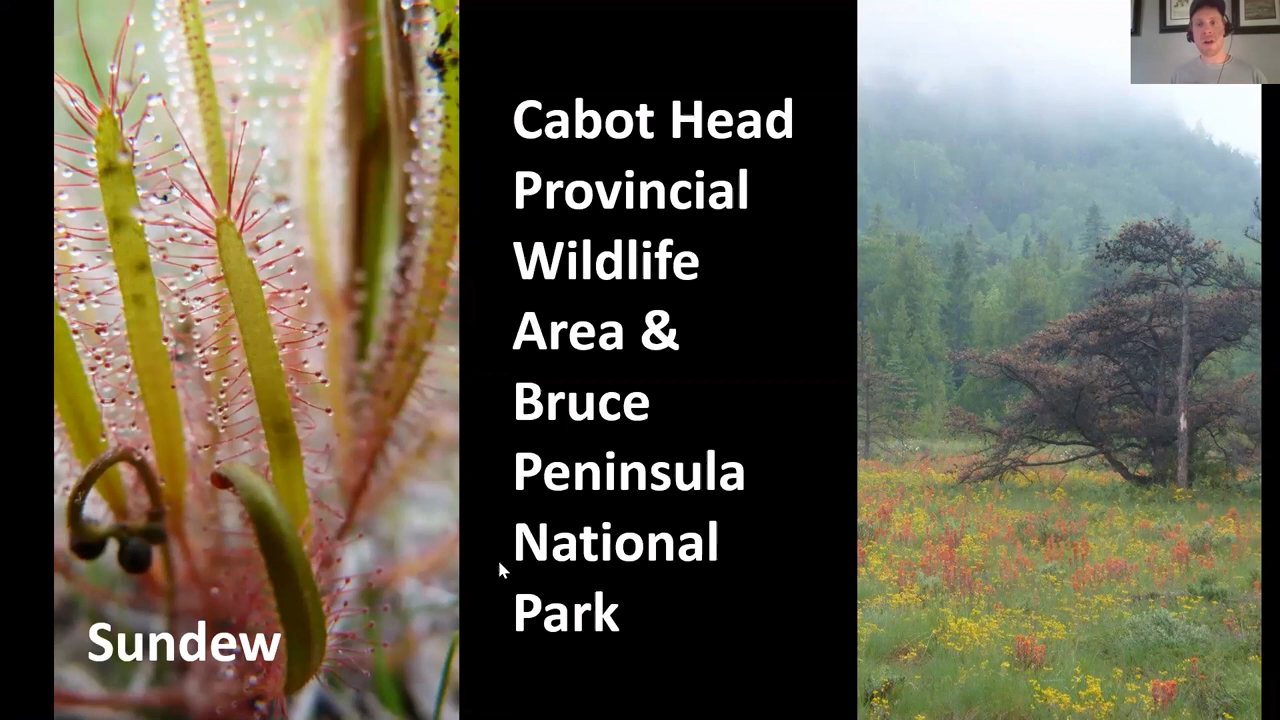 Cabot Head
Provincial
Wildlife
Area &
Bruce
Peninsula
National
Park
Sundew